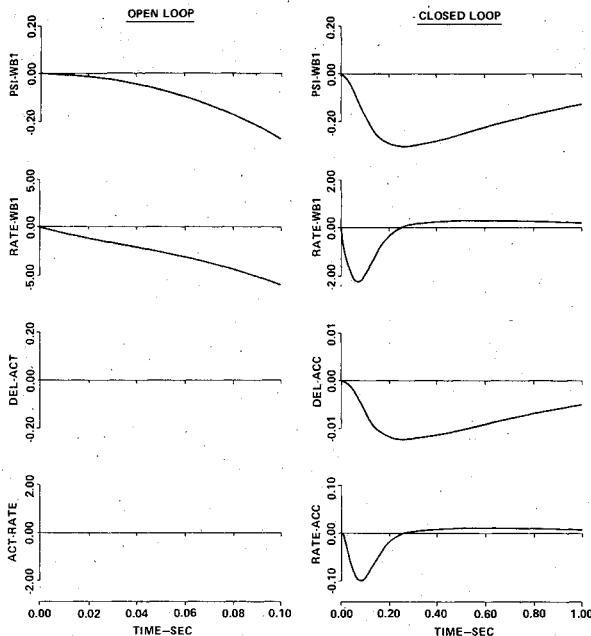 OPEN LOOP
PSI-WB1
0.20
0.00
-0.20
RATE-WB1
5.00
0.00
-5.00
DEL-ACT
0.20
0.00
-0.20
ACT-RATE
2.00
0.00
-2.00
0.00 0.02 0.04 0.06 0.08 0.10
TIME–SEC
CLOSED LOOP
PSI-WB1
0.20
0.00
-0.20
RATE-WB1
2.00
0.00
-2.00
DEL-ACC
0.01
0.00
-0.01
RATE-ACC
0.10
0.00
-0.10
0.00 0.20 0.40 0.60 0.80 1.00
TIME–SEC